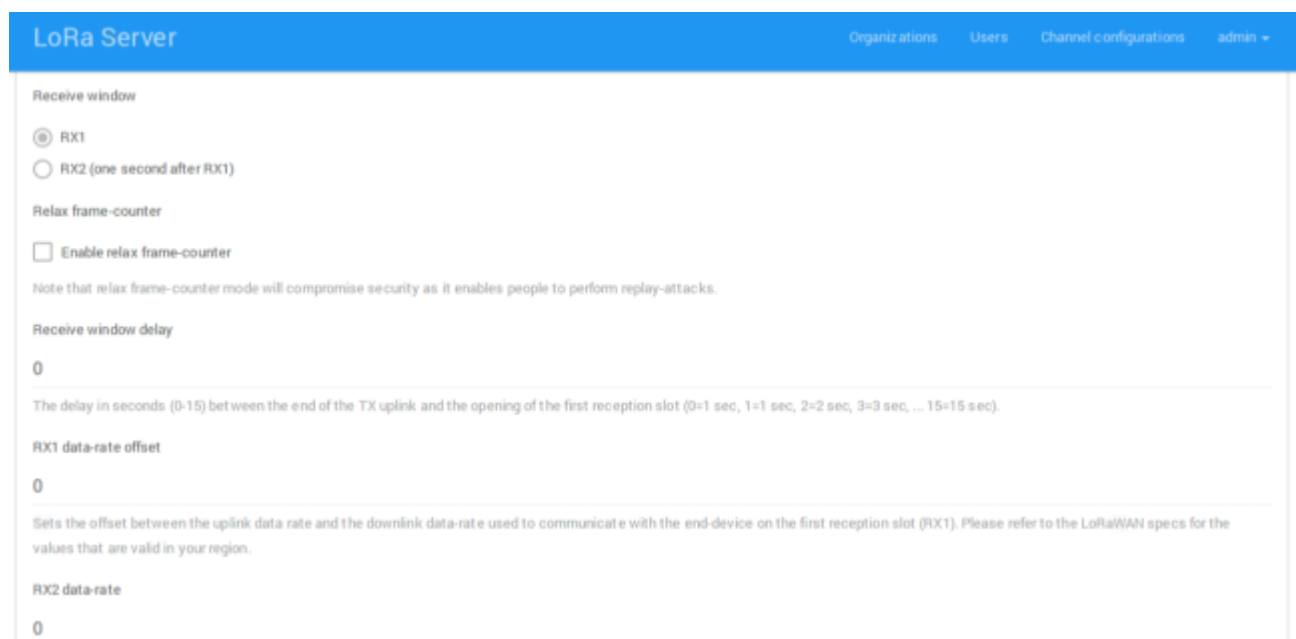 LoRa Server Organizations Users Channel configurations admin
Receive window
RX1
RX2 (one second after RX1)
Relax frame-counter
Enable relax frame-counter
Note that relax frame-counter mode will compromise security as it enables people to perform replay-attacks.
Receive window delay
0
The delay in seconds (0-15) between the end of the TX uplink and the opening of the first reception slot (0=1 sec, 1=1 sec, 2=2 sec, 3=3 sec, ... 15=15 sec).
RX1 data-rate offset
0
Sets the offset between the uplink data rate and the downlink data-rate used to communicate with the end-device on the first reception slot (RX1). Please refer to the LoRaWAN specs for the
values that are valid in your region.
RX2 data-rate
0